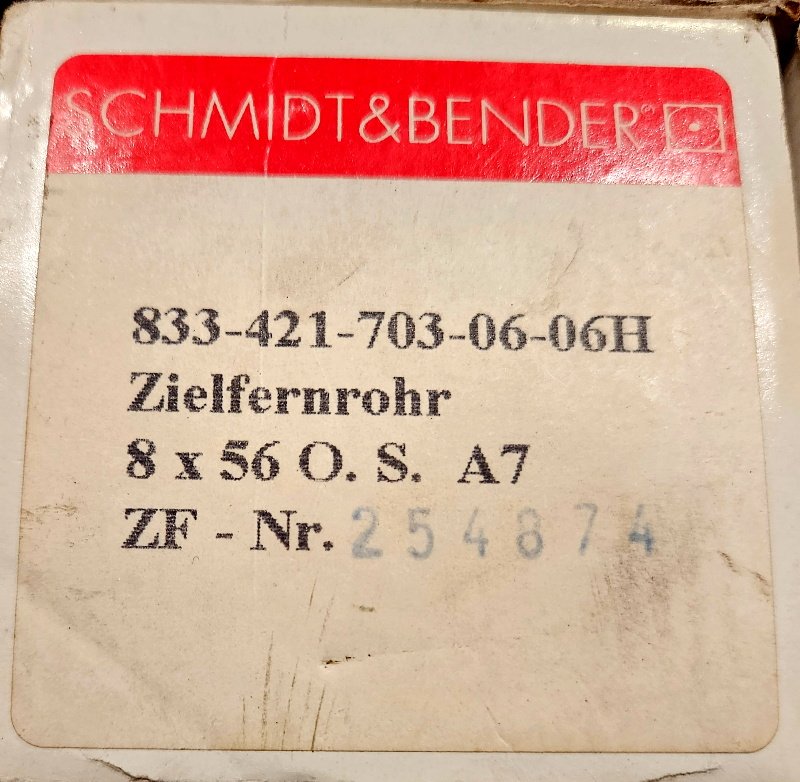 SCHMIDT&BENDER®
833-421-703-06-06H
Zielfernrohr
8 x 56 O. S. A7
ZF - Nr. 254874